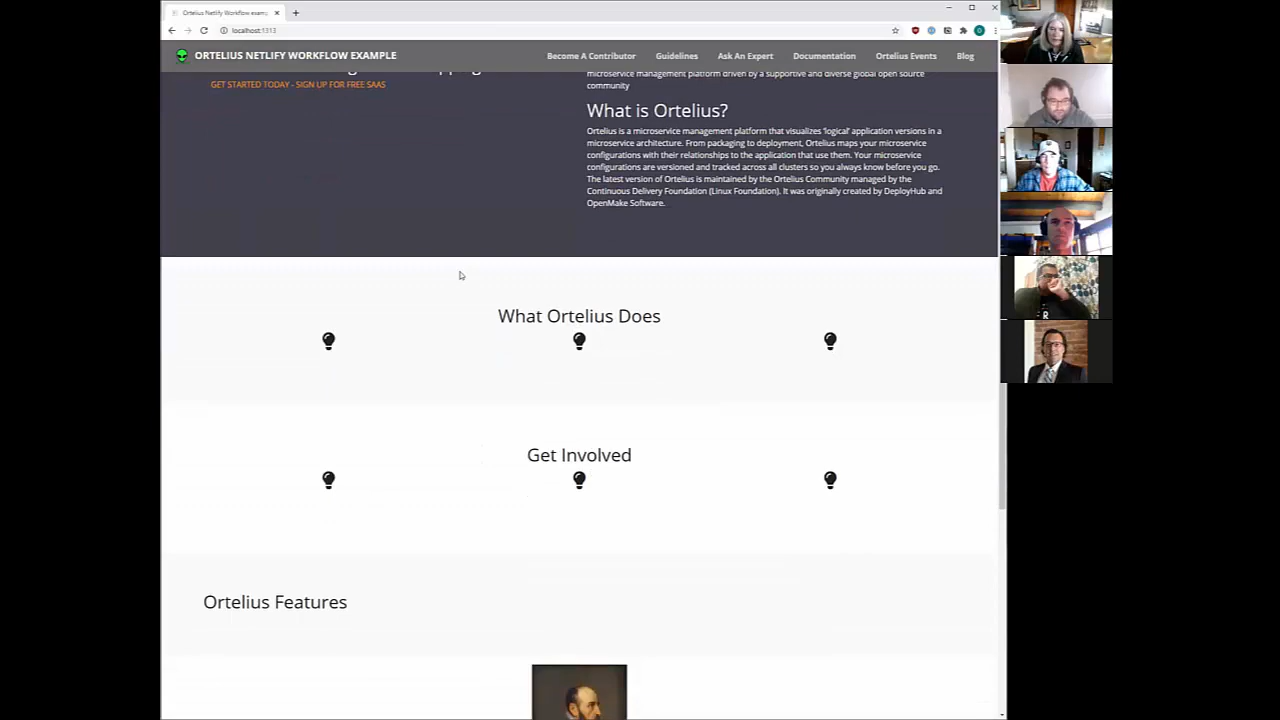 Ortelius Netlify Workflow exam
localhost:1313
ORTELIUS NETLIFY WORKFLOW EXAMPLE
Become A Contributor
Guidelines
Ask An Expert
Documentation
Ortelius Events
Blog
GET STARTED TODAY - SIGN UP FOR FREE SAAS
microservice management platform driven by a supportive and diverse global open source
community
What is Ortelius?
Ortelius is a microservice management platform that visualizes 'logical' application versions in a
microservice architecture. From packaging to deployment, Ortelius maps your microservice
configurations with their relationships to the application that use them. Your microservice
configurations are versioned and tracked across all clusters so you always know before you go.
The latest version of Ortelius is maintained by the Ortelius Community managed by the
Continuous Delivery Foundation (Linux Foundation). It was originally created by DeployHub and
OpenMake Software.
What Ortelius Does
Get Involved
Ortelius Features